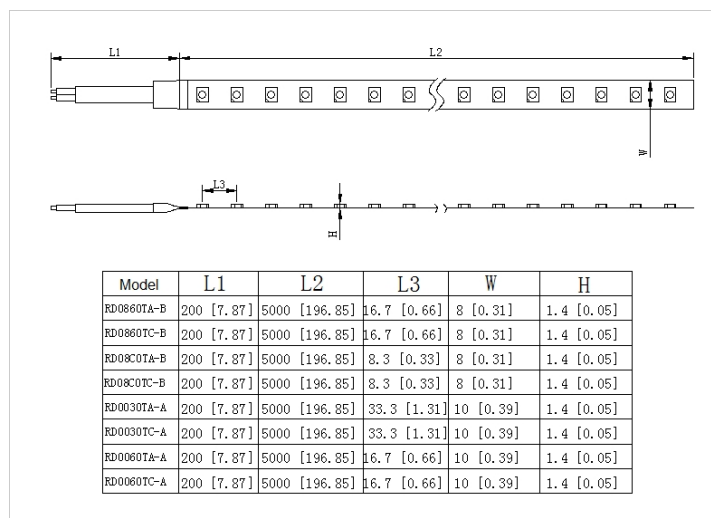 L1 L2
W
L3
H
Model L1 L2 L3 W H
RD0860TA-B 200 [7.87] 5000 [196.85] 16.7 [0.66] 8 [0.31] 1.4 [0.05]
RD0860TC-B 200 [7.87] 5000 [196.85] 16.7 [0.66] 8 [0.31] 1.4 [0.05]
RD08C0TA-B 200 [7.87] 5000 [196.85] 8.3 [0.33] 8 [0.31] 1.4 [0.05]
RD08C0TC-B 200 [7.87] 5000 [196.85] 8.3 [0.33] 8 [0.31] 1.4 [0.05]
RD0030TA-A 200 [7.87] 5000 [196.85] 33.3 [1.31] 10 [0.39] 1.4 [0.05]
RD0030TC-A 200 [7.87] 5000 [196.85] 33.3 [1.31] 10 [0.39] 1.4 [0.05]
RD0060TA-A 200 [7.87] 5000 [196.85] 16.7 [0.66] 10 [0.39] 1.4 [0.05]
RD0060TC-A 200 [7.87] 5000 [196.85] 16.7 [0.66] 10 [0.39] 1.4 [0.05]